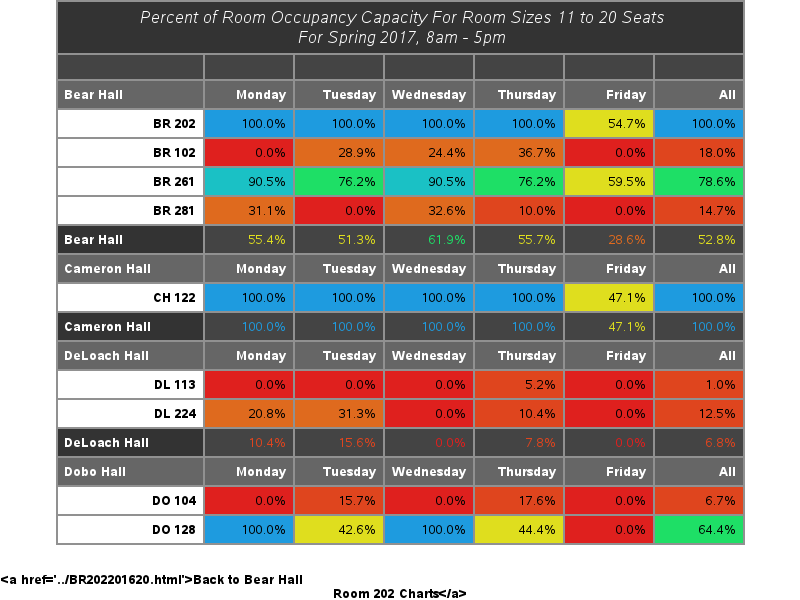 Percent of Room Occupancy Capacity For Room Sizes 11 to 20 Seats
For Spring 2017, 8am - 5pm
Bear Hall Monday Tuesday Wednesday Thursday Friday All
BR 202 100.0% 100.0% 100.0% 100.0% 54.7% 100.0%
BR 102 0.0% 28.9% 24.4% 36.7% 0.0% 18.0%
BR 261 90.5% 76.2% 90.5% 76.2% 59.5% 78.6%
BR 281 31.1% 0.0% 32.6% 10.0% 0.0% 14.7%
Bear Hall 55.4% 51.3% 61.9% 55.7% 28.6% 52.8%
Cameron Hall Monday Tuesday Wednesday Thursday Friday All
CH 122 100.0% 100.0% 100.0% 100.0% 47.1% 100.0%
Cameron Hall 100.0% 100.0% 100.0% 100.0% 47.1% 100.0%
DeLoach Hall Monday Tuesday Wednesday Thursday Friday All
DL 113 0.0% 0.0% 0.0% 5.2% 0.0% 1.0%
DL 224 20.8% 31.3% 0.0% 10.4% 0.0% 12.5%
DeLoach Hall 10.4% 15.6% 0.0% 7.8% 0.0% 6.8%
Dobo Hall Monday Tuesday Wednesday Thursday Friday All
DO 104 0.0% 15.7% 0.0% 17.6% 0.0% 6.7%
DO 128 100.0% 42.6% 100.0% 44.4% 0.0% 64.4%
<a href='../BR202201620.html'>Back to Bear Hall
Room 202 Charts</a>